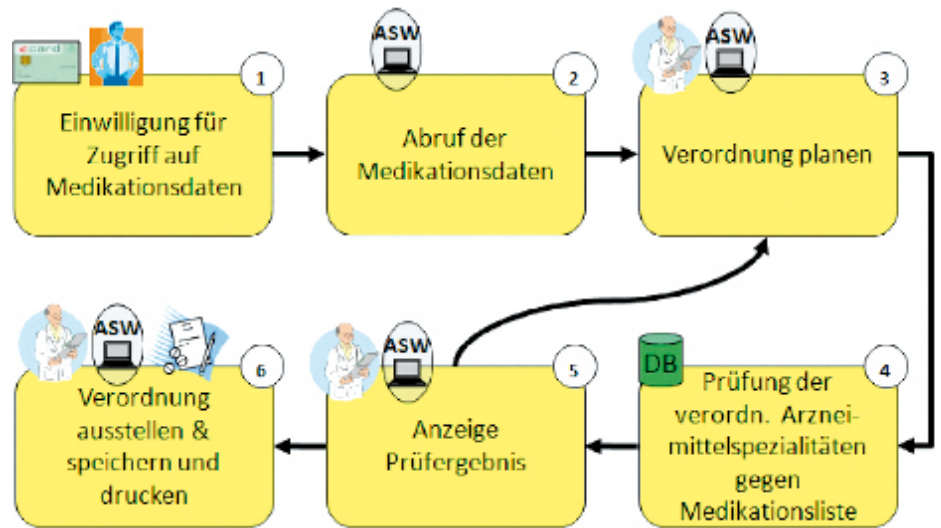 ecard
1
Einwilligung für
Zugriff auf
Medikationsdaten
ASW
2
Abruf der
Medikationsdaten
ASW
3
Verordnung planen
DB
4
Prüfung der
verordn. Arznei-
mittelspezialitäten
gegen
Medikationsliste
ASW
5
Anzeige
Prüfergebnis
ASW
6
Verordnung
ausstellen &
speichern und
drucken